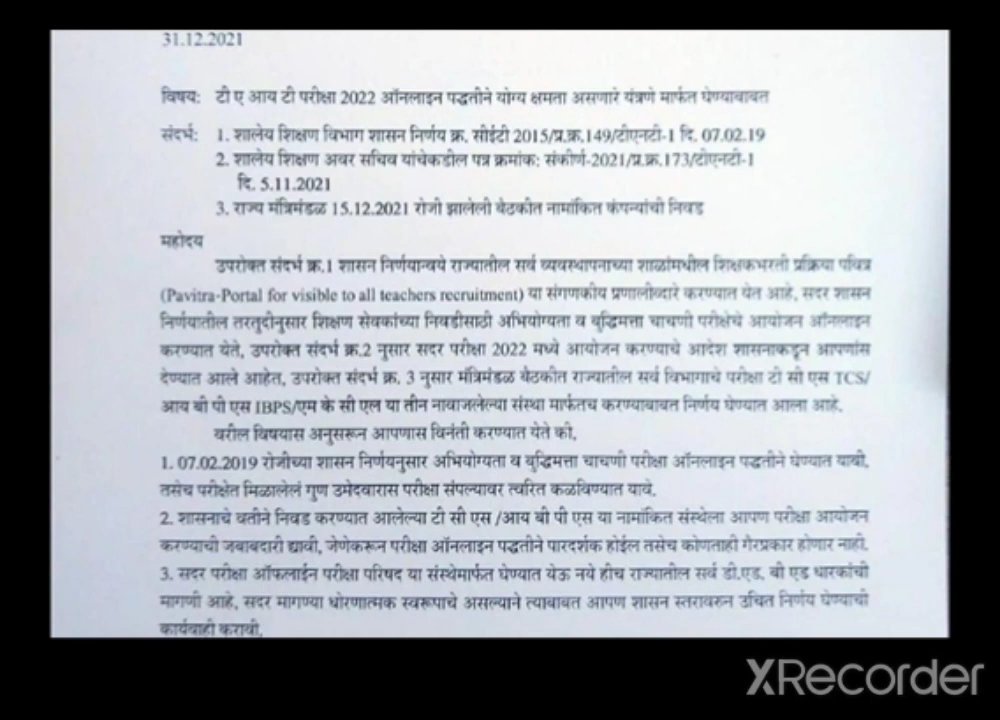 31.12.2021
विषय: टी ए आय टी परीक्षा 2022 ऑनलाइन पद्धतीने योग्य क्षमता असणारे यंत्रणे मार्फत घेण्याबाबत
संदर्भ: 1. शालेय शिक्षण विभाग शासन निर्णय क्र. सीईटी 2015/प्र.क्र.149/टीएनटी-1 दि. 07.02.19
2. शालेय शिक्षण अवर सचिव यांचेकडील पत्र क्रमांक: संकीर्ण-2021/प्र.क्र.173/टीएनटी-1
दि. 5.11.2021
3. राज्य मंत्रिमंडळ 15.12.2021 रोजी झालेली बैठकीत नामांकित कंपन्यांची निवड
महोदय
उपरोक्त संदर्भ क्र.1 शासन निर्णयान्वये राज्यातील सर्व व्यवस्थापनाच्या शाळांमधील शिक्षकभरती प्रक्रिया पवित्र
(Pavitra-Portal for visible to all teachers recruitment) या संगणकीय प्रणालीव्दारे करण्यात येत आहे, सदर शासन
निर्णयातील तरतुदीनुसार शिक्षण सेवकांच्या निवडीसाठी अभियोग्यता व बुद्धिमत्ता चाचणी परीक्षेचे आयोजन ऑनलाइन
करण्यात येते, उपरोक्त संदर्भ क्र.2 नुसार सदर परीक्षा 2022 मध्ये आयोजन करण्याचे आदेश शासनाकडून आपणांस
देण्यात आले आहेत, उपरोक्त संदर्भ क्र. 3 नुसार मंत्रिमंडळ बैठकीत राज्यातील सर्व विभागाचे परीक्षा टी सी एस TCS/
आय बी पी एस IBPS/एम के सी एल या तीन नावाजलेल्या संस्था मार्फतच करण्याबाबत निर्णय घेण्यात आला आहे.
वरील विषयास अनुसरून आपणास विनंती करण्यात येते की,
1. 07.02.2019 रोजीच्या शासन निर्णयनुसार अभियोग्यता व बुद्धिमत्ता चाचणी परीक्षा ऑनलाइन पद्धतीने घेण्यात यावी,
तसेच परीक्षेत मिळालेलं गुण उमेदवारास परीक्षा संपल्यावर त्वरित कळविण्यात यावे.
2. शासनाचे वतीने निवड करण्यात आलेल्या टी सी एस /आय बी पी एस या नामांकित संस्थेला आपण परीक्षा आयोजन
करण्याची जबाबदारी द्यावी, जेणेकरून परीक्षा ऑनलाइन पद्धतीने पारदर्शक होईल तसेच कोणताही गैरप्रकार होणार नाही.
3. सदर परीक्षा ऑफलाईन परीक्षा परिषद या संस्थेमार्फत घेण्यात येऊ नये हीच राज्यातील सर्व डी.एड. बी एड धारकांची
मागणी आहे, सदर मागण्या धोरणात्मक स्वरूपाचे असल्याने त्याबाबत आपण शासन स्तरावरुन उचित निर्णय घेण्याची
कार्यवाही करावी.
XRecorder